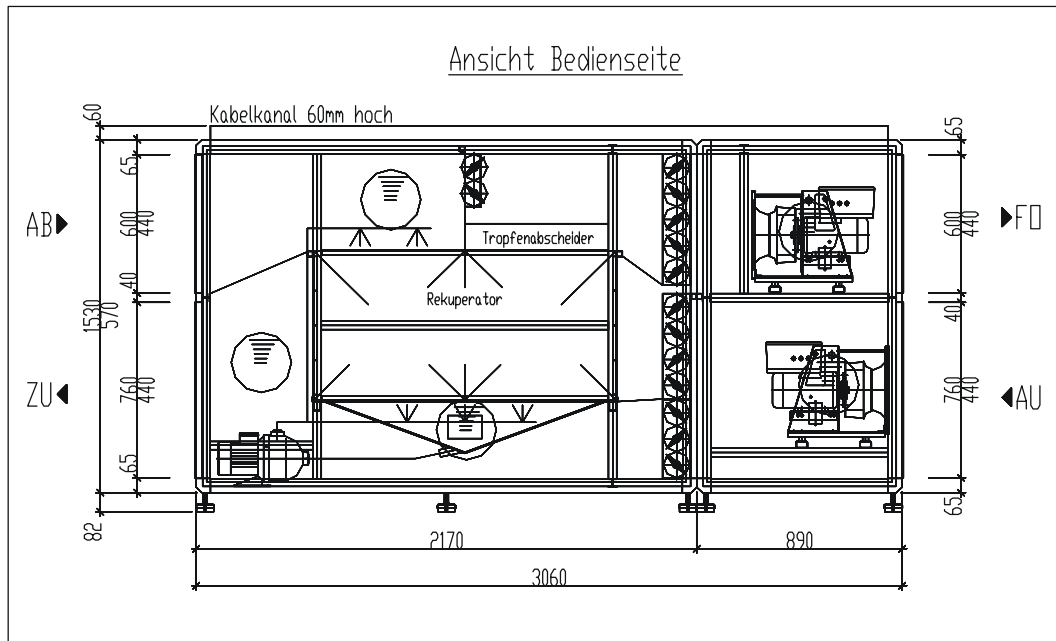 Ansicht Bedienseite
Kabelkanal 60mm hoch
60
65
65
AB
600
440
Tropfenabscheider
600
440
FO
40
Rekuperator
1530
570
40
ZU
760
440
760
440
AU
65
65
82
2170
890
3060